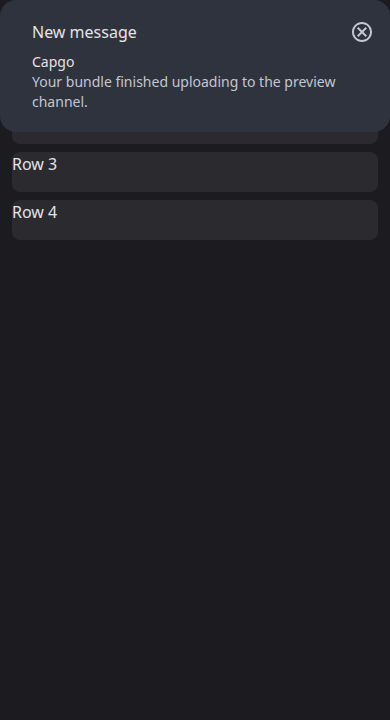 New message
Capgo
Your bundle finished uploading to the preview
channel.
Row 3
Row 4